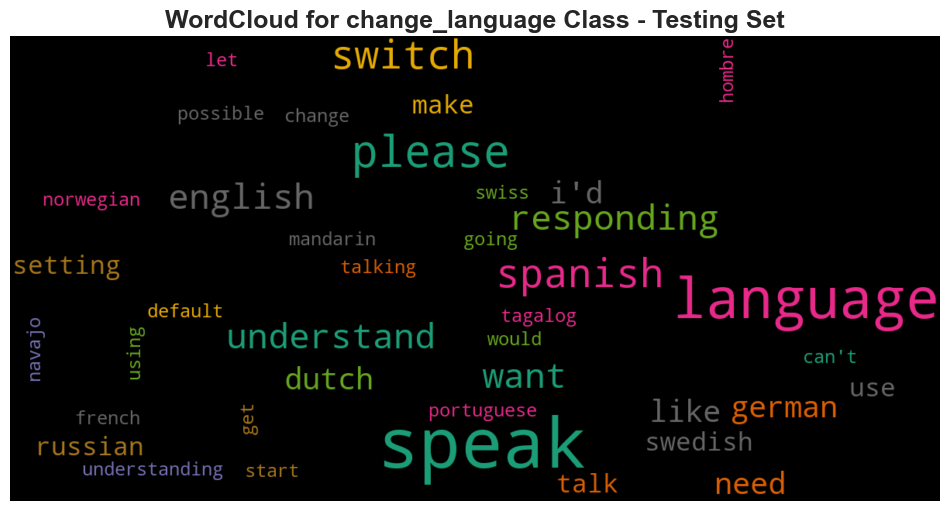 WordCloud for change_language Class - Testing Set
let
switch
hombre
possible
change
make
please
norwegian
english
swiss
i'd
responding
mandarin
going
setting
talking
spanish
language
default
tagalog
navajo
using
understand
would
can't
dutch
want
use
french
get
portuguese
like
german
russian
speak
swedish
understanding
start
talk
need